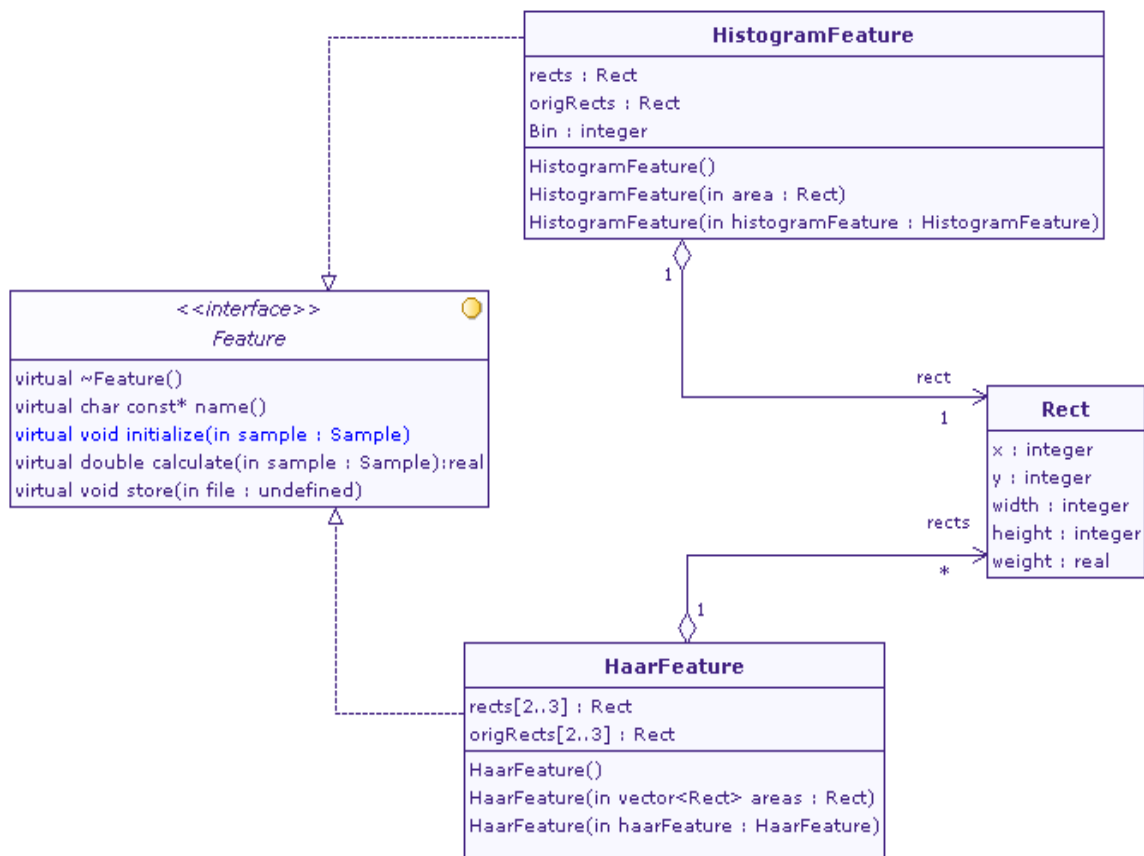 HistogramFeature
rects : Rect
origRects : Rect
Bin : integer
HistogramFeature()
HistogramFeature(in area : Rect)
HistogramFeature(in histogramFeature : HistogramFeature)
1
<<interface>>
Feature
virtual ~Feature()
virtual char const* name()
virtual void initialize(in sample : Sample)
virtual double calculate(in sample : Sample):real
virtual void store(in file : undefined)
rect
1
Rect
x : integer
y : integer
width : integer
height : integer
weight : real
rects
*
1
HaarFeature
rects[2..3] : Rect
origRects[2..3] : Rect
HaarFeature()
HaarFeature(in vector<Rect> areas : Rect)
HaarFeature(in haarFeature : HaarFeature)